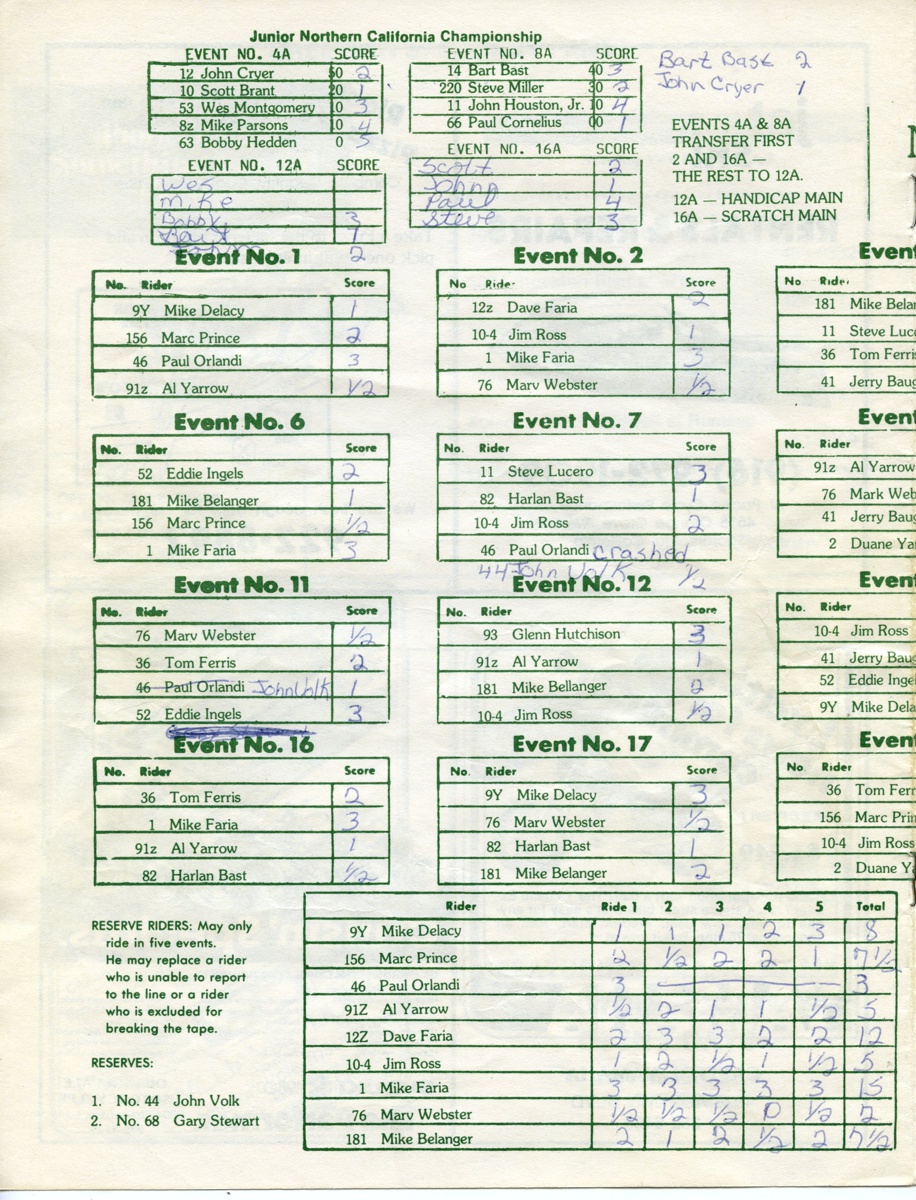 Junior Northern California Championship
EVENT NO. 4A SCORE
12 John Cryer 50 2
10 Scott Brant 20 1
53 Wes Montgomery 10 3
8z Mike Parsons 10 4
63 Bobby Hedden 0 5
EVENT NO. 8A SCORE
14 Bart Bast 40 3
220 Steve Miller 30 2
11 John Houston, Jr. 10 4
66 Paul Cornelius 00 1
Bart Bast 2
John Cryer 1
EVENTS 4A & 8A
TRANSFER FIRST
2 AND 16A —
THE REST TO 12A.
12A — HANDICAP MAIN
16A — SCRATCH MAIN
EVENT NO. 12A SCORE
Wes
mike
Bobby 3
Bart 1
2
EVENT NO. 16A SCORE
Scott 2
John 1
Paul 4
Steve 3
Event No. 1
No. Rider Score
9Y Mike Delacy 1
156 Marc Prince 2
46 Paul Orlandi 3
91z Al Yarrow 1/2
Event No. 2
No Rider Score
12z Dave Faria 2
10-4 Jim Ross 1
1 Mike Faria 3
76 Marv Webster 1/2
Event
No. Rider
181 Mike Belan
11 Steve Luce
36 Tom Ferris
41 Jerry Baug
Event No. 6
No. Rider Score
52 Eddie Ingels 2
181 Mike Belanger 1
156 Marc Prince 1/2
1 Mike Faria 3
Event No. 7
No. Rider Score
11 Steve Lucero 3
82 Harlan Bast 1
10-4 Jim Ross 2
46 Paul Orlandi Crashed
44 John Volk 1/2
Event
No. Rider
91z Al Yarrow
76 Mark Web
41 Jerry Baug
2 Duane Yar
Event No. 11
No. Rider Score
76 Marv Webster 1/2
36 Tom Ferris 2
46 Paul Orlandi John Volk 1
52 Eddie Ingels 3
Event No. 12
No. Rider Score
93 Glenn Hutchison 3
91z Al Yarrow 1
181 Mike Bellanger 2
10-4 Jim Ross 1/2
Event
No. Rider
10-4 Jim Ross
41 Jerry Baug
52 Eddie Ingel
9Y Mike Dela
Event No. 16
No. Rider Score
36 Tom Ferris 2
1 Mike Faria 3
91z Al Yarrow 1
82 Harlan Bast 1/2
Event No. 17
No. Rider Score
9Y Mike Delacy 3
76 Marv Webster 1/2
82 Harlan Bast 1
181 Mike Belanger 2
Event
No. Rider
36 Tom Ferris
156 Marc Prin
10-4 Jim Ross
2 Duane Y
RESERVE RIDERS: May only
ride in five events.
He may replace a rider
who is unable to report
to the line or a rider
who is excluded for
breaking the tape.
RESERVES:
1. No. 44 John Volk
2. No. 68 Gary Stewart
Rider Ride 1 2 3 4 5 Total
9Y Mike Delacy 1 1 1 2 3 8
156 Marc Prince 2 1/2 2 2 1 7 1/2
46 Paul Orlandi 3 3
91Z Al Yarrow 1/2 2 1 1 1/2 5
12Z Dave Faria 2 3 3 2 2 12
10-4 Jim Ross 1 2 1/2 1 1/2 5
1 Mike Faria 3 3 3 3 3 15
76 Marv Webster 1/2 1/2 1/2 0 1/2 2
181 Mike Belanger 2 1 2 1/2 2 7 1/2